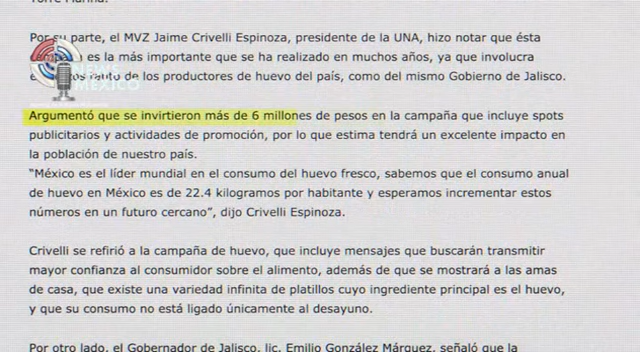 Por su parte, el MVZ Jaime Crivelli Espinoza, presidente de la UNA, hizo notar que ésta
es la más importante que se ha realizado en muchos años, ya que involucra
tanto de los productores de huevo del país, como del mismo Gobierno de Jalisco.
NEWS
MÉXICO
Argumentó que se invirtieron más de 6 millones de pesos en la campaña que incluye spots
publicitarios y actividades de promoción, por lo que estima tendrá un excelente impacto en
la población de nuestro país.
“México es el líder mundial en el consumo del huevo fresco, sabemos que el consumo anual
de huevo en México es de 22.4 kilogramos por habitante y esperamos incrementar estos
números en un futuro cercano”, dijo Crivelli Espinoza.
Crivelli se refirió a la campaña de huevo, que incluye mensajes que buscarán transmitir
mayor confianza al consumidor sobre el alimento, además de que se mostrará a las amas
de casa, que existe una variedad infinita de platillos cuyo ingrediente principal es el huevo,
y que su consumo no está ligado únicamente al desayuno.
Por otro lado, el Gobernador de Jalisco, lic. Emilio González Márquez, señaló que la